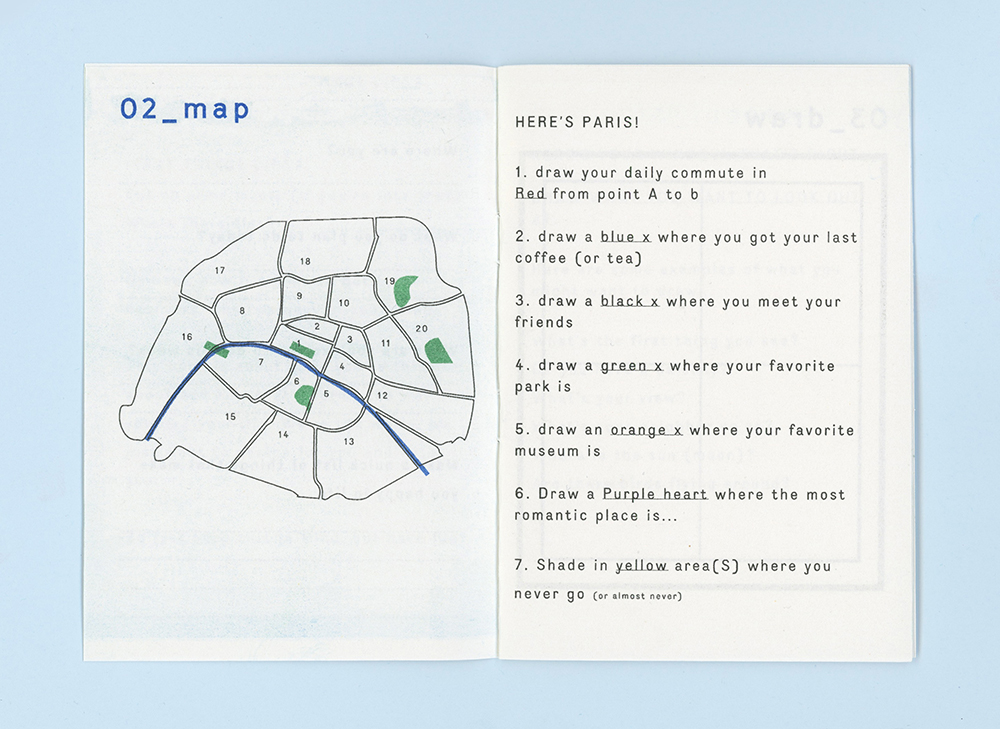 02_map
17
18
19
9
10
8
20
2
16
1
3
11
7
4
6
5
12
15
14
13
HERE'S PARIS!
1. draw your daily commute in
Red from point A to b
2. draw a blue x where you got your last
coffee (or tea)
3. draw a black x where you meet your
friends
4. draw a green x where your favorite
park is
5. draw an orange x where your favorite
museum is
6. Draw a Purple heart where the most
romantic place is...
7. Shade in yellow area(S) where you
never go (or almost never)
03_draw